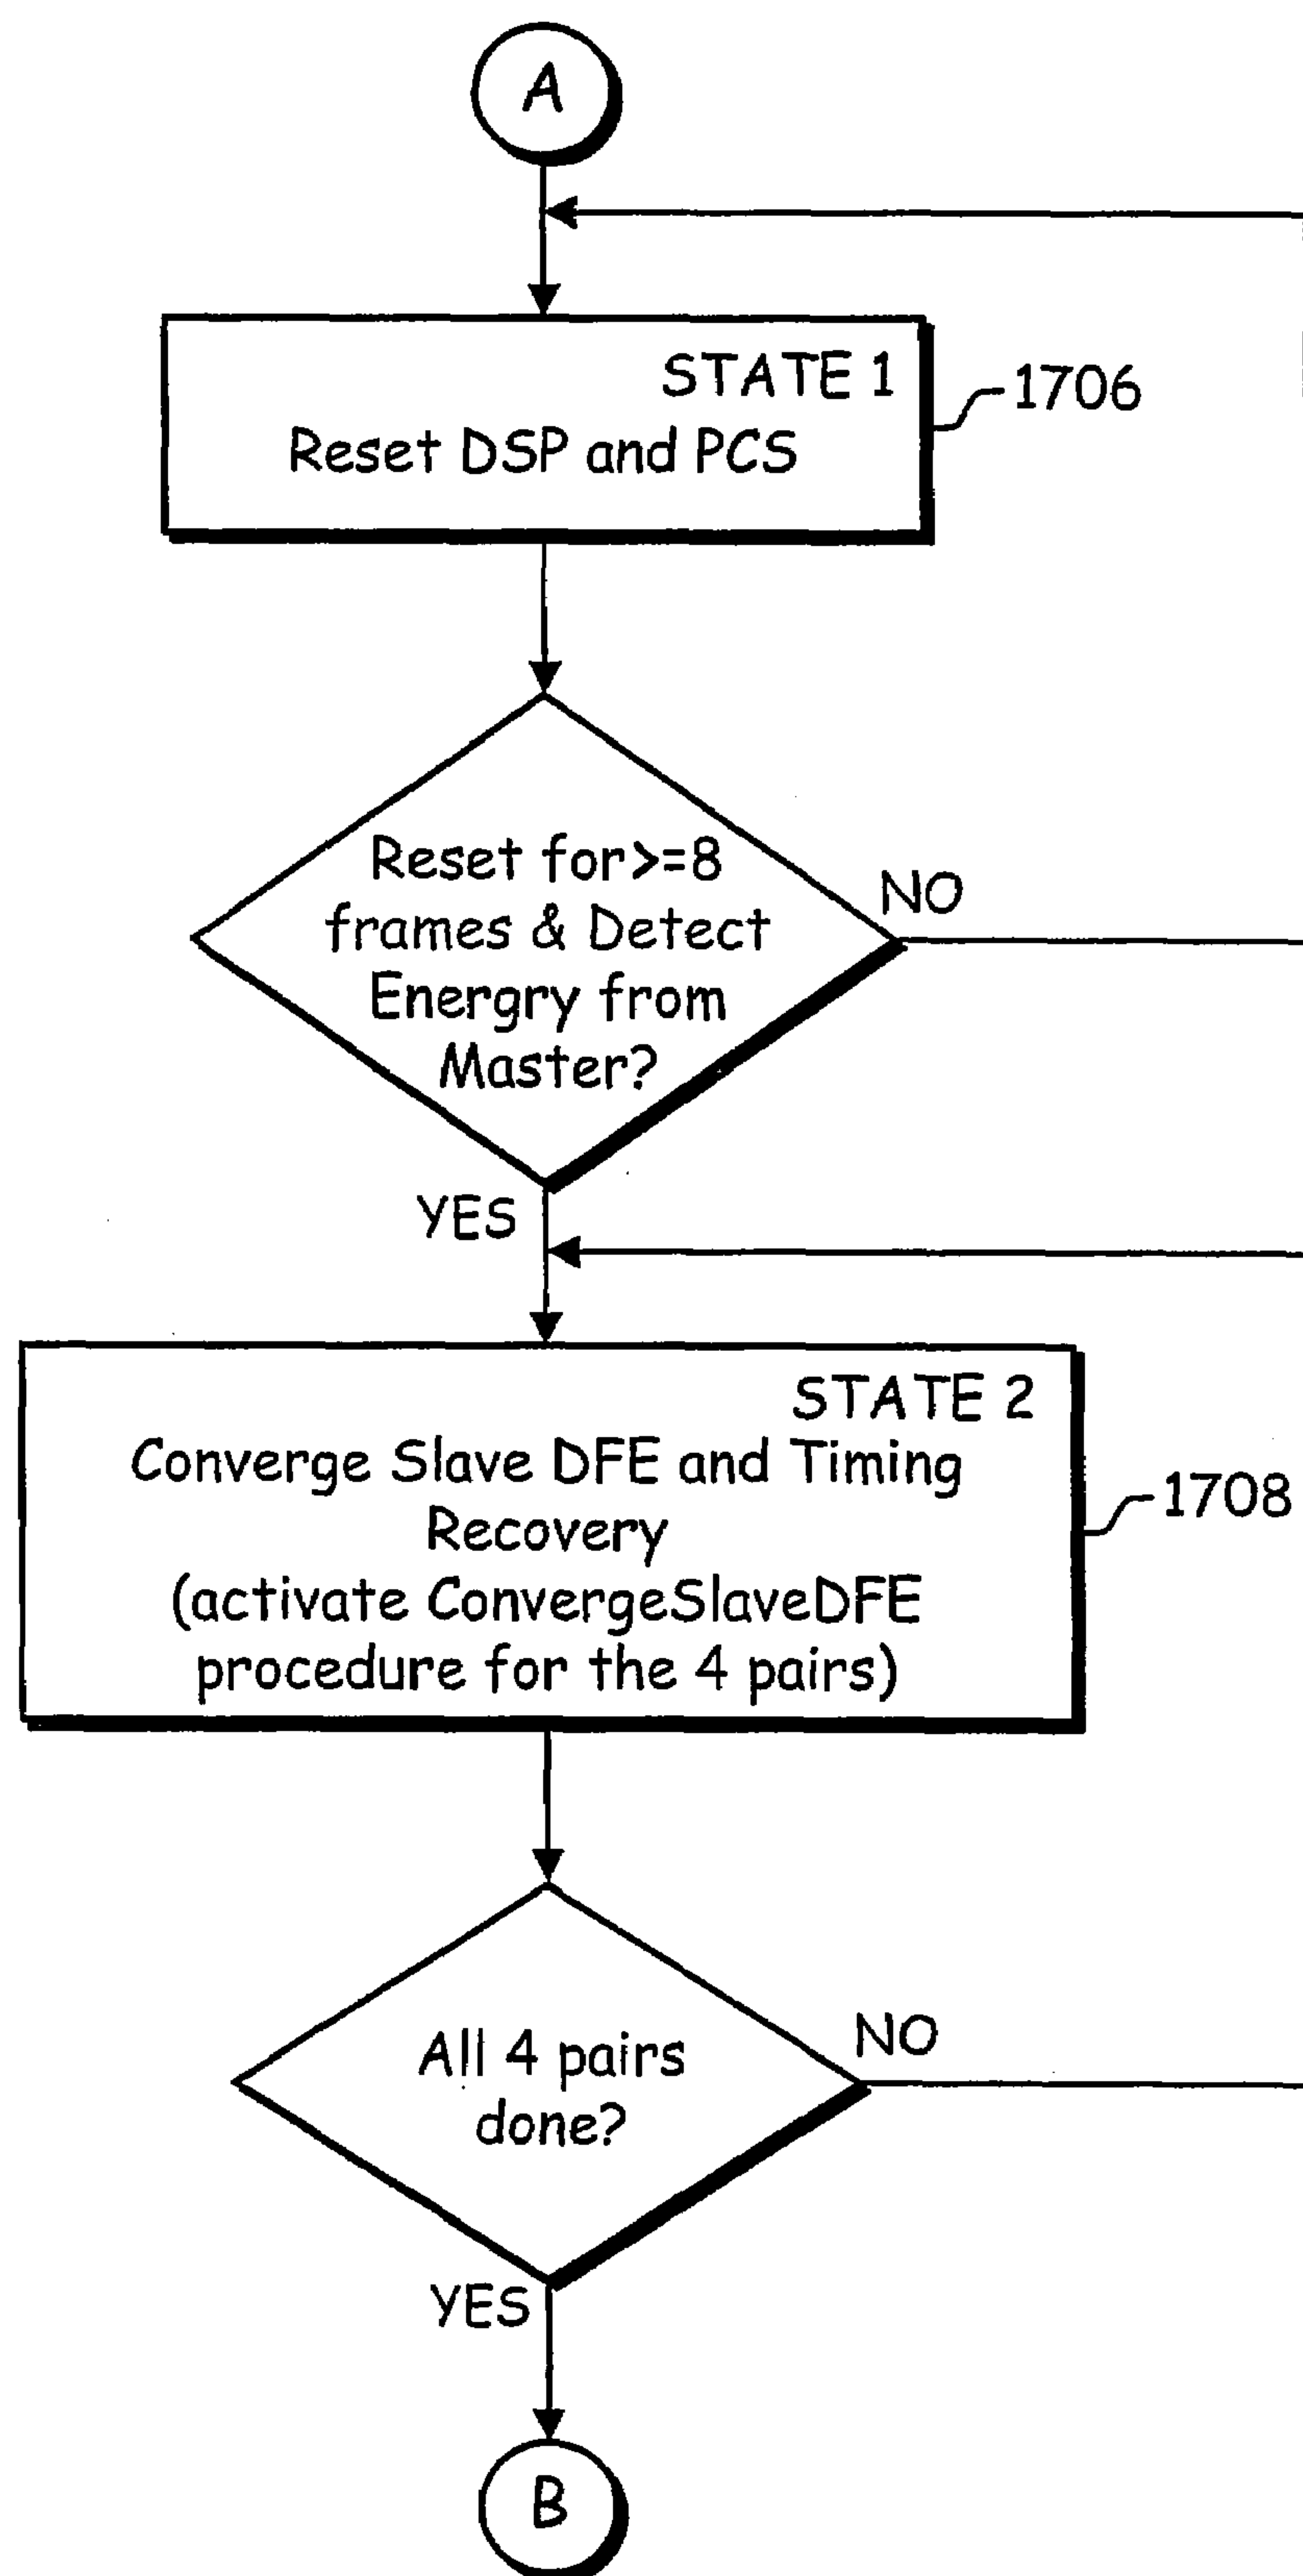 A
STATE 1
Reset DSP and PCS
1706
Reset for>=8
frames & Detect
Energry from
Master?
NO
YES
STATE 2
Converge Slave DFE and Timing
Recovery
(activate ConvergeSlaveDFE
procedure for the 4 pairs)
1708
All 4 pairs
done?
NO
YES
B